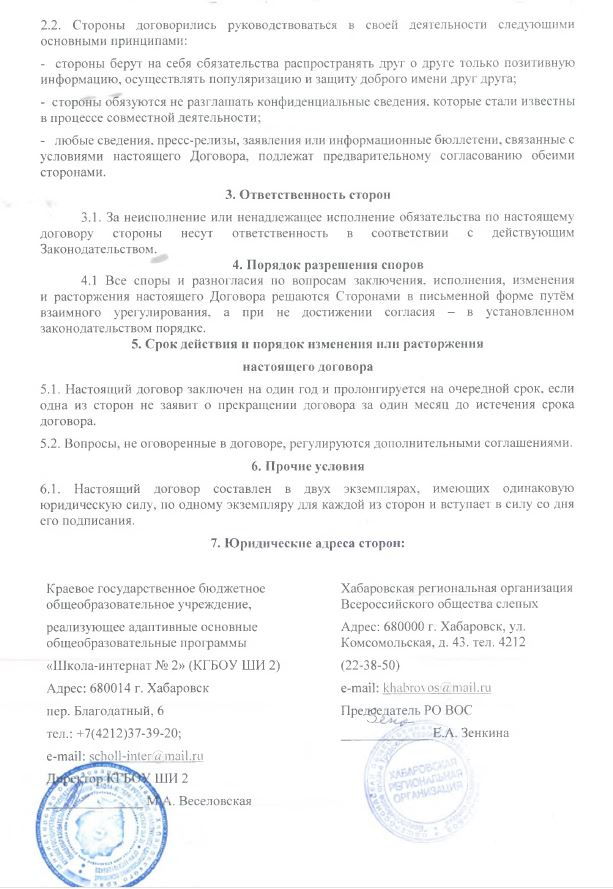 2.2. Стороны договорились руководствоваться в своей деятельности следующими
основными принципами:
- стороны берут на себя обязательства распространять друг о друге только позитивную
информацию, осуществлять популяризацию и защиту доброго имени друг друга;
- стороны обязуются не разглашать конфиденциальные сведения, которые стали известны
в процессе совместной деятельности;
- любые сведения, пресс-релизы, заявления или информационные бюллетени, связанные с
условиями настоящего Договора, подлежат предварительному согласованию обеими
сторонами.
3. Ответственность сторон
3.1. За неисполнение или ненадлежащее исполнение обязательства по настоящему
договору стороны несут ответственность в соответствии с действующим
Законодательством.
4. Порядок разрешения споров
4.1 Все споры и разногласия по вопросам заключения, исполнения, изменения
и расторжения настоящего Договора решаются Сторонами в письменной форме путём
взаимного урегулирования, а при не достижении согласия – в установленном
законодательством порядке.
5. Срок действия и порядок изменения или расторжения
настоящего договора
5.1. Настоящий договор заключен на один год и пролонгируется на очередной срок, если
одна из сторон не заявит о прекращении договора за один месяц до истечения срока
договора.
5.2. Вопросы, не оговоренные в договоре, регулируются дополнительными соглашениями.
6. Прочие условия
6.1. Настоящий договор составлен в двух экземплярах, имеющих одинаковую
юридическую силу, по одному экземпляру для каждой из сторон и вступает в силу со дня
его подписания.
7. Юридические адреса сторон:
Краевое государственное бюджетное
общеобразовательное учреждение,
реализующее адаптивные основные
общеобразовательные программы
«Школа-интернат № 2» (КГБОУ ШИ 2)
Адрес: 680014 г. Хабаровск
пер. Благодатный, 6
тел.: +7(4212)37-39-20;
e-mail: scholl-inter@mail.ru
Директор КГБОУ ШИ 2
М.А. Веселовская
Хабаровская региональная организация
Всероссийского общества слепых
Адрес: 680000 г. Хабаровск, ул.
Комсомольская, д. 43. тел. 4212
(22-38-50)
e-mail: khabrovos@mail.ru
Председатель РО ВОС
Е.А. Зенкина
ХАБАРОВСКАЯ
РЕГИОНАЛЬНАЯ
ОРГАНИЗАЦИЯ